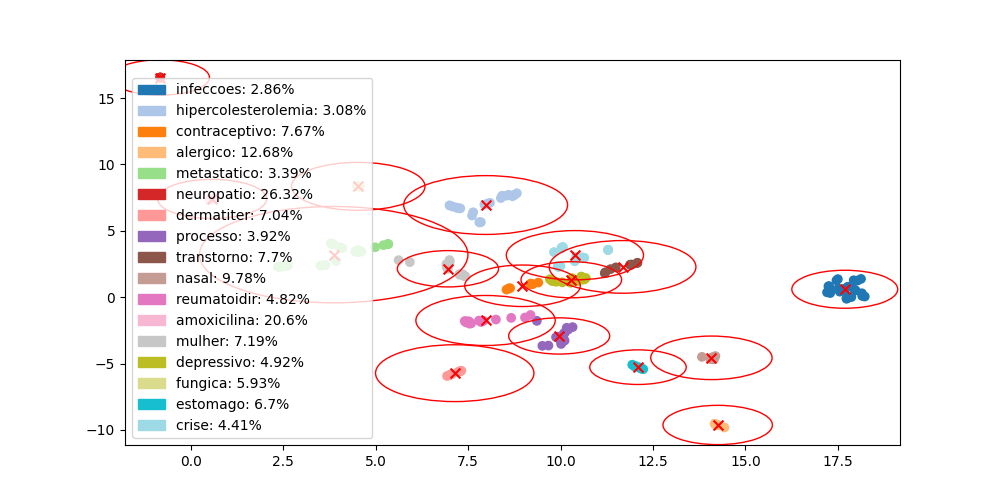 15
10
5
0
−5
−10
infeccoes: 2.86%
hipercolesterolemia: 3.08%
contraceptivo: 7.67%
alergico: 12.68%
metastatico: 3.39%
neuropatio: 26.32%
dermatiter: 7.04%
processo: 3.92%
transtorno: 7.7%
nasal: 9.78%
reumatoidir: 4.82%
amoxicilina: 20.6%
mulher: 7.19%
depressivo: 4.92%
fungica: 5.93%
estomago: 6.7%
crise: 4.41%
0.0 2.5 5.0 7.5 10.0 12.5 15.0 17.5